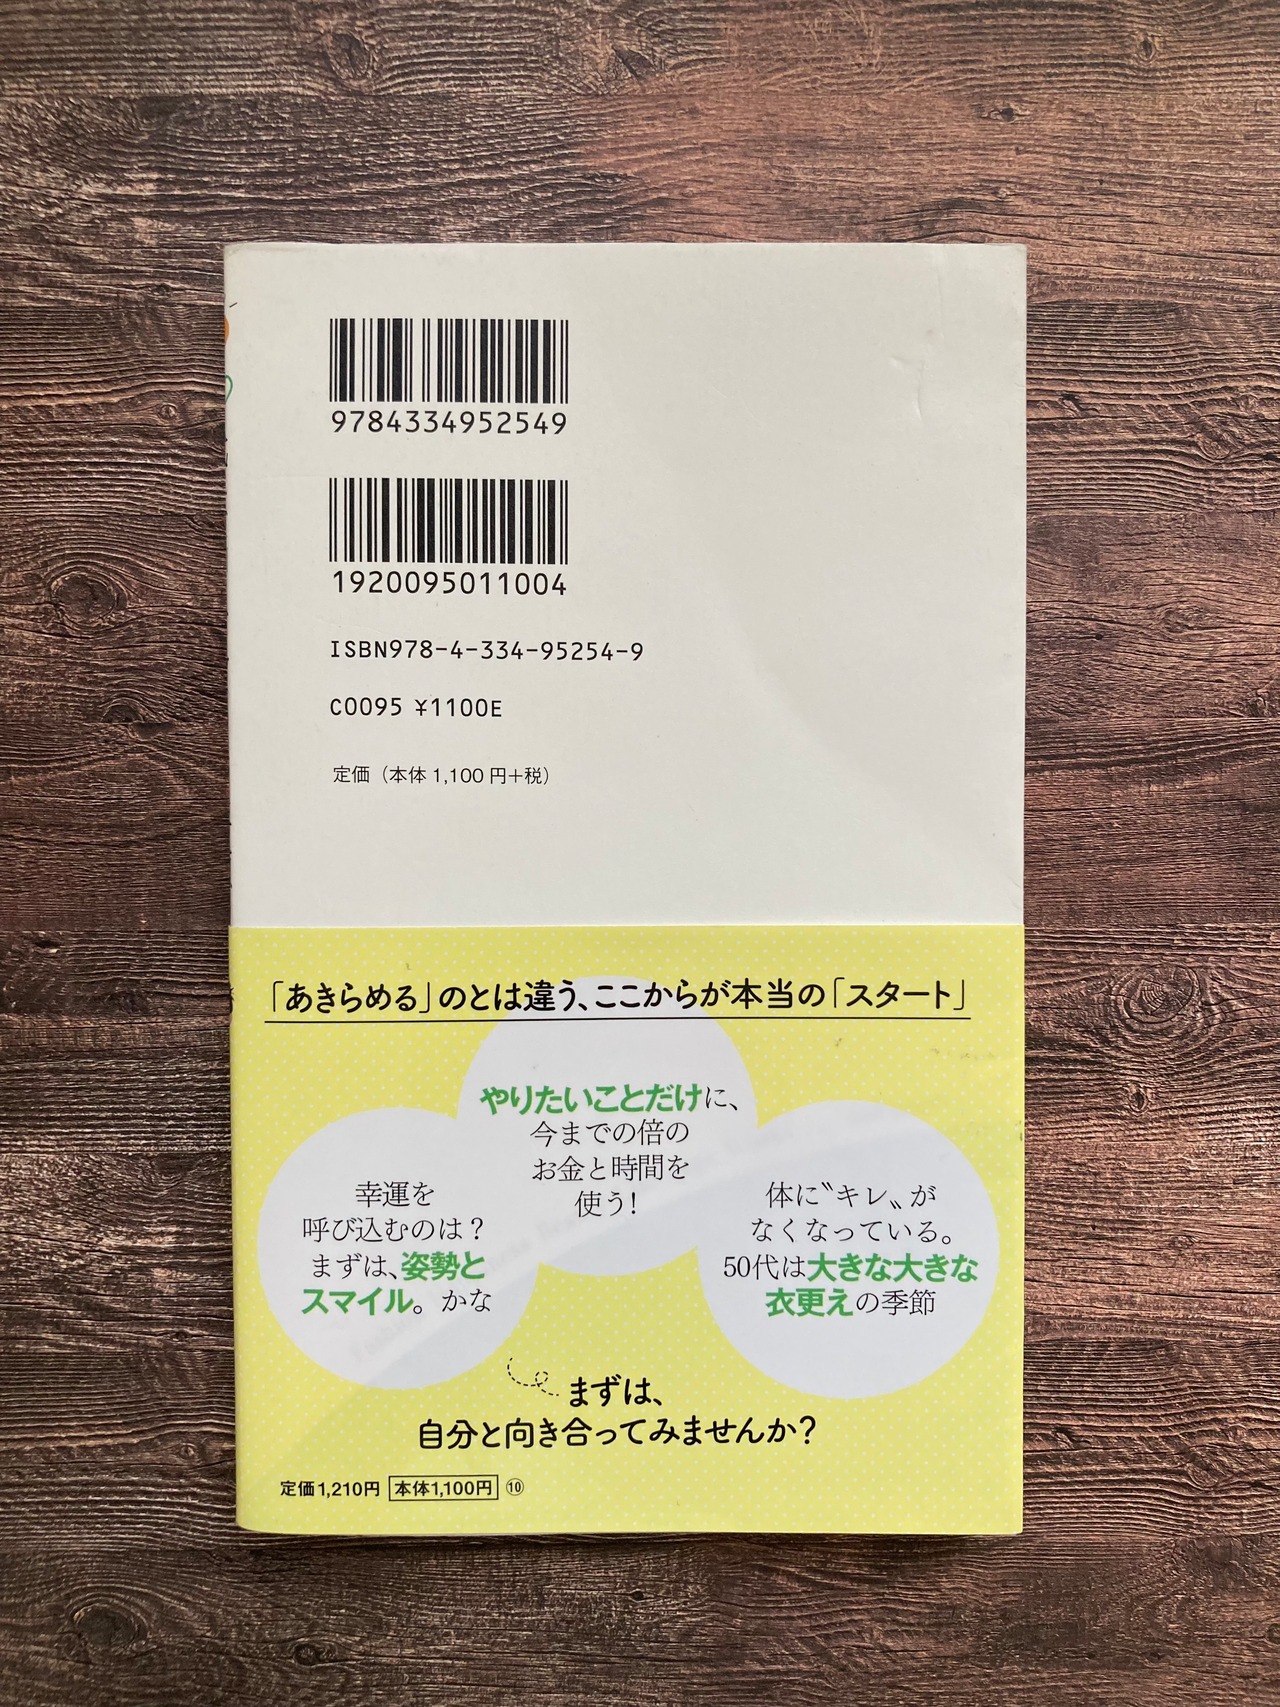 9784334952549
1920095011004
ISBN978-4-334-95254-9
C0095 ¥1100E
定価（本体 1,100 円+税）
「あきらめる」のとは違う、ここからが本当の「スタート」
やりたいことだけに、
今までの倍の
お金と時間を
使う！
幸運を
呼び込むのは？
まずは、姿勢と
スマイル。かな
体に〝キレ〟が
なくなっている。
50代は大きな大きな
衣更えの季節
まずは、
自分と向き合ってみませんか？
定価1,210円 本体1,100円 ⑩